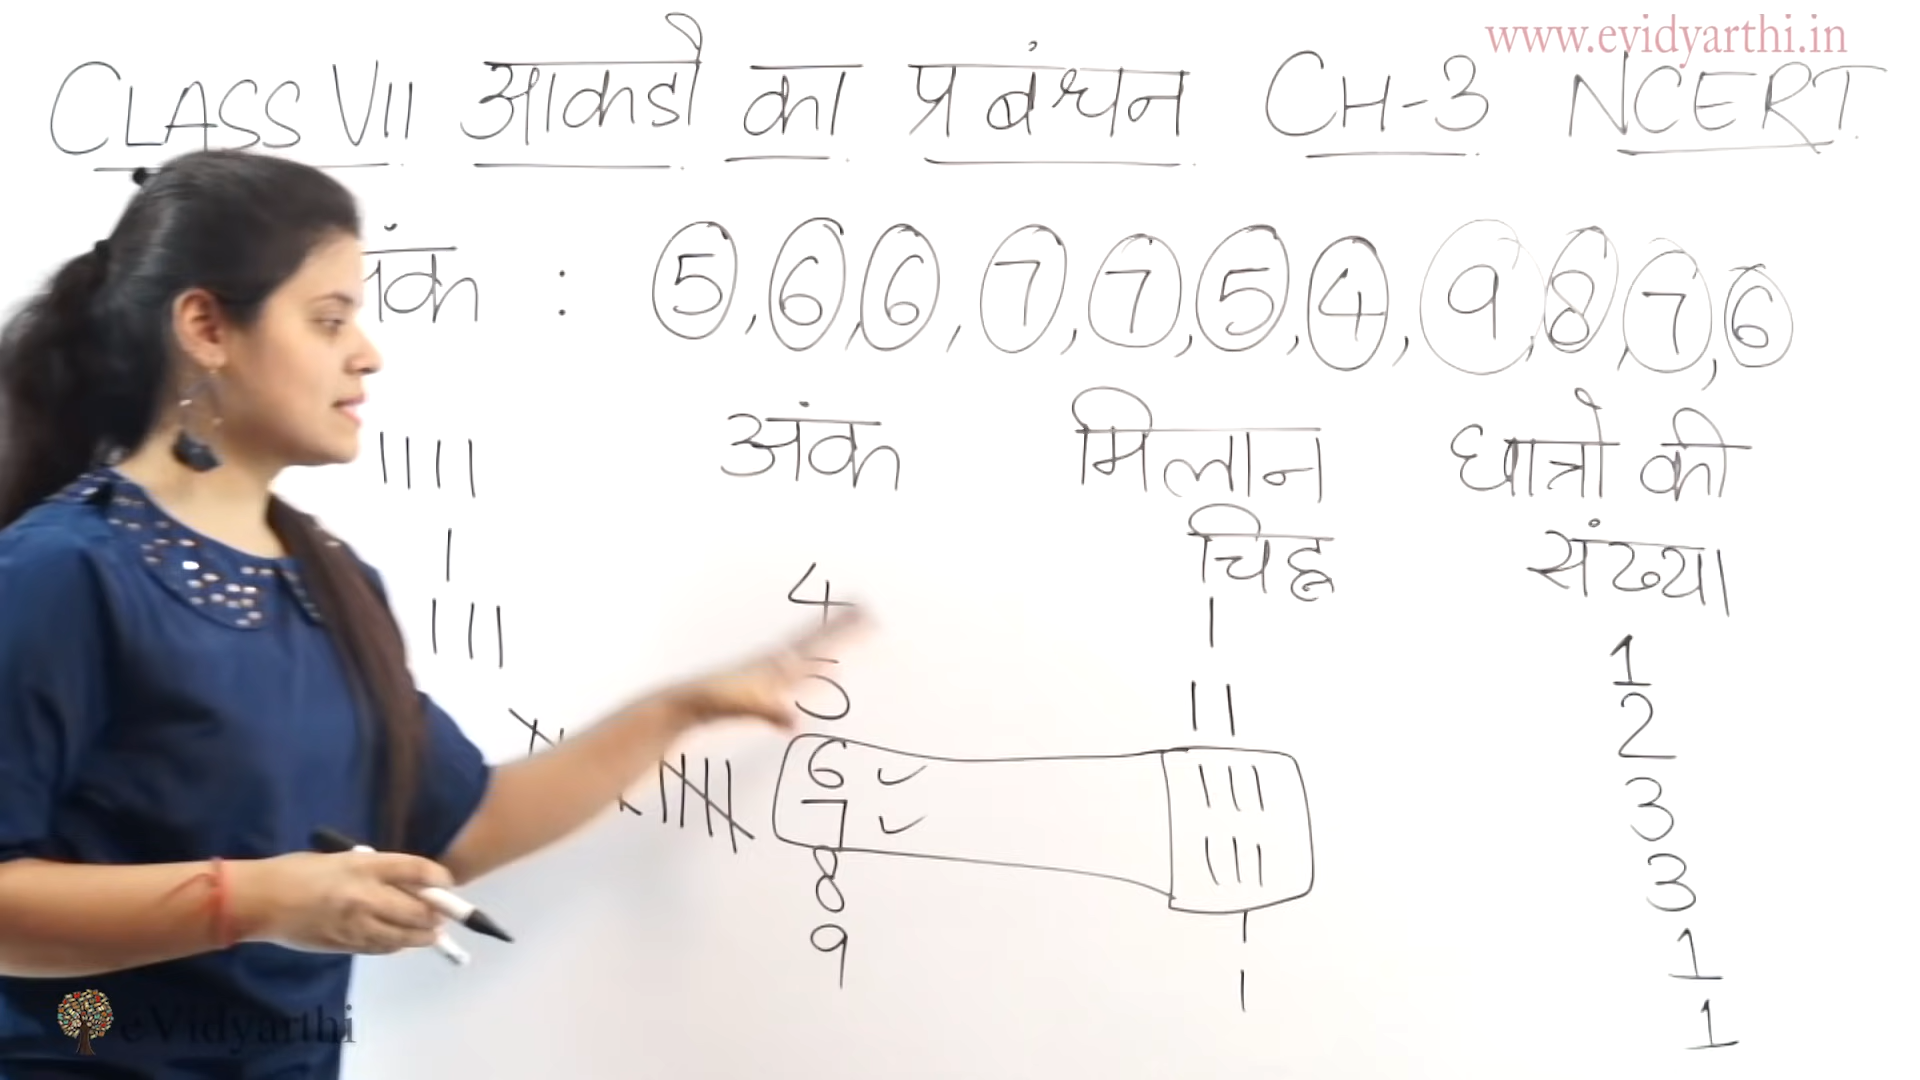 www.evidyarthi.in
CLASS VII आकडौ का प्रबंधन CH-3 NCERT
अंक : 5, 6, 6, 7, 7, 5, 4, 9, 8, 7, 6
अंक मिलान चिह्न छात्रो की संख्या
4 | 1
5 || 2
6 ||| 3
7 ||| 3
8 | 1
9 | 1
eVidyarthi